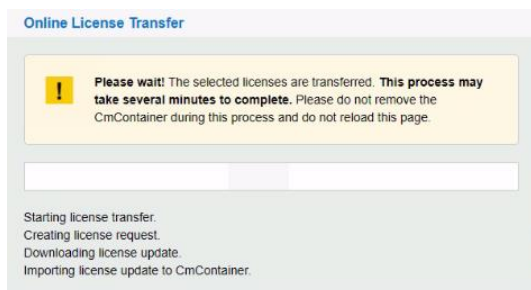 Online License Transfer
!
Please wait! The selected licenses are transferred. This process may
take several minutes to complete. Please do not remove the
CmContainer during this process and do not reload this page.
Starting license transfer.
Creating license request.
Downloading license update.
Importing license update to CmContainer.